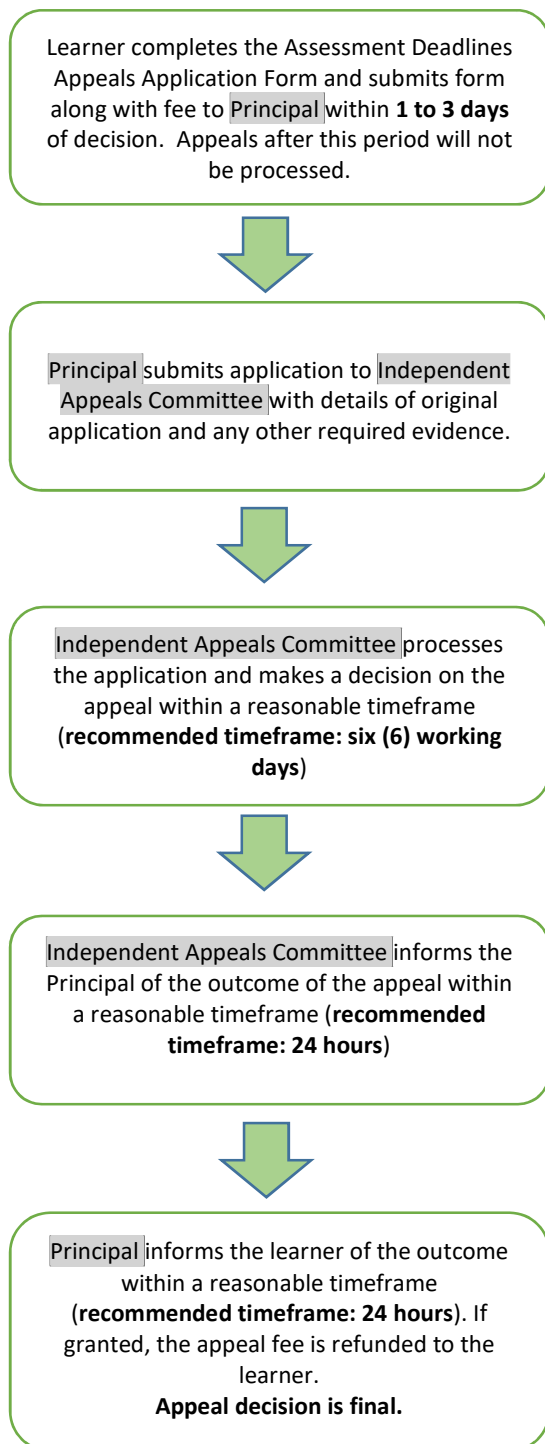 Learner completes the Assessment Deadlines
Appeals Application Form and submits form
along with fee to Principal within 1 to 3 days
of decision.  Appeals after this period will not
be processed.
Principal submits application to Independent
Appeals Committee with details of original
application and any other required evidence.
Independent Appeals Committee processes
the application and makes a decision on the
appeal within a reasonable timeframe
(recommended timeframe: six (6) working
days)
Independent Appeals Committee informs the
Principal of the outcome of the appeal within
a reasonable timeframe (recommended
timeframe: 24 hours)
Principal informs the learner of the outcome
within a reasonable timeframe
(recommended timeframe: 24 hours). If
granted, the appeal fee is refunded to the
learner.
Appeal decision is final.